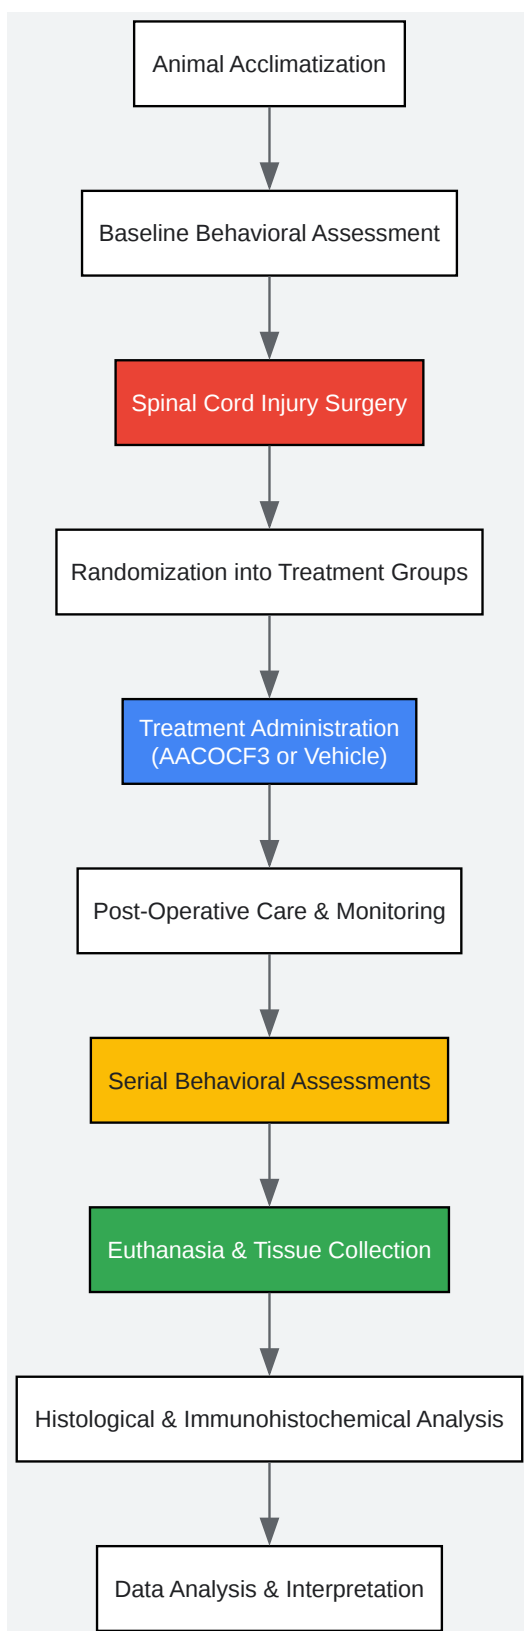 Animal Acclimatization
Baseline Behavioral Assessment
Spinal Cord Injury Surgery
Randomization into Treatment Groups
Treatment Administration
(AACOCF3 or Vehicle)
Post-Operative Care & Monitoring
Serial Behavioral Assessments
Euthanasia & Tissue Collection
Histological & Immunohistochemical Analysis
Data Analysis & Interpretation